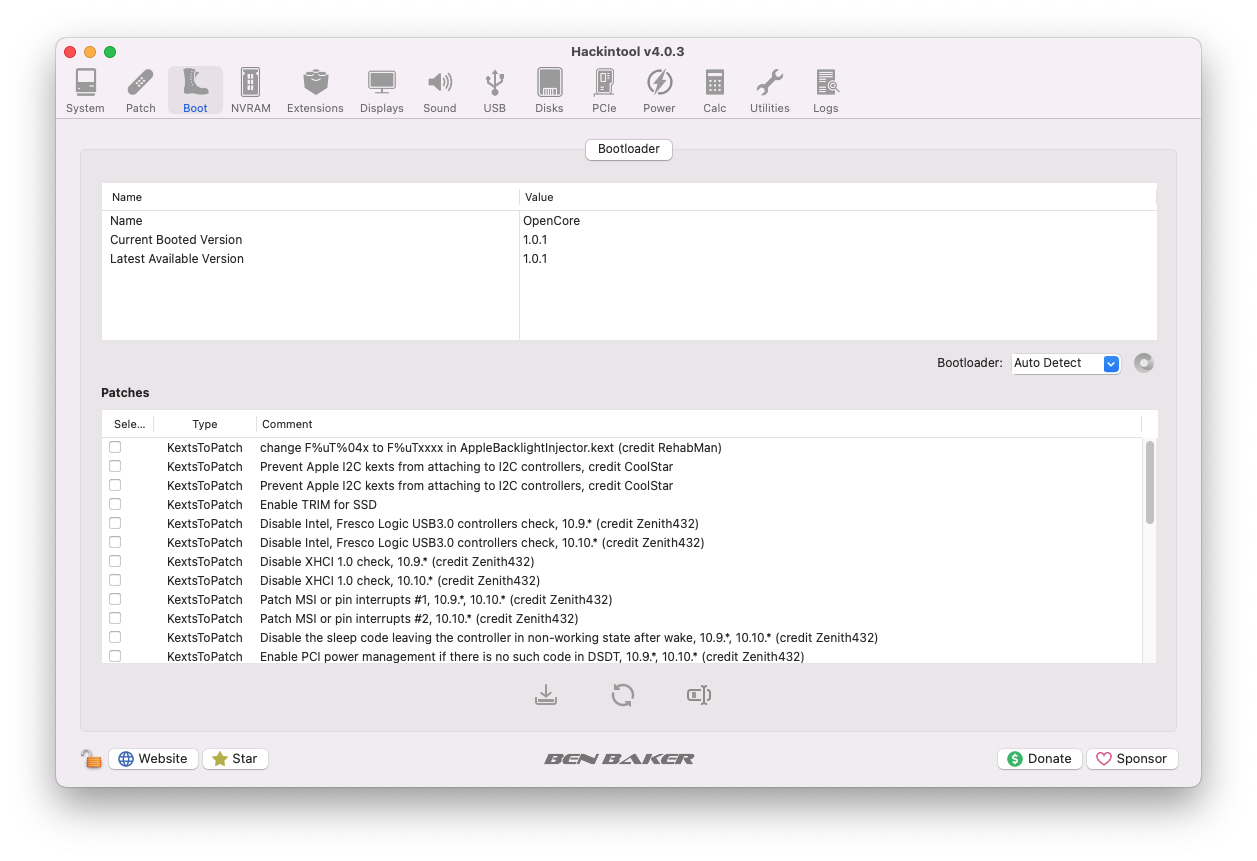 Hackintool v4.0.3
System Patch Boot NVRAM Extensions Displays Sound USB Disks PCIe Power Calc Utilities Logs
Bootloader
Name Value
Name OpenCore
Current Booted Version 1.0.1
Latest Available Version 1.0.1
Bootloader: Auto Detect
Patches
Sele... Type Comment
KextsToPatch change F%uT%04x to F%uTxxxx in AppleBacklightInjector.kext (credit RehabMan)
KextsToPatch Prevent Apple I2C kexts from attaching to I2C controllers, credit CoolStar
KextsToPatch Prevent Apple I2C kexts from attaching to I2C controllers, credit CoolStar
KextsToPatch Enable TRIM for SSD
KextsToPatch Disable Intel, Fresco Logic USB3.0 controllers check, 10.9.* (credit Zenith432)
KextsToPatch Disable Intel, Fresco Logic USB3.0 controllers check, 10.10.* (credit Zenith432)
KextsToPatch Disable XHCI 1.0 check, 10.9.* (credit Zenith432)
KextsToPatch Disable XHCI 1.0 check, 10.10.* (credit Zenith432)
KextsToPatch Patch MSI or pin interrupts #1, 10.9.*, 10.10.* (credit Zenith432)
KextsToPatch Patch MSI or pin interrupts #2, 10.10.* (credit Zenith432)
KextsToPatch Disable the sleep code leaving the controller in non-working state after wake, 10.9.*, 10.10.* (credit Zenith432)
KextsToPatch Enable PCI power management if there is no such code in DSDT, 10.9.*, 10.10.* (credit Zenith432)
Website Star BEN BAKER Donate Sponsor